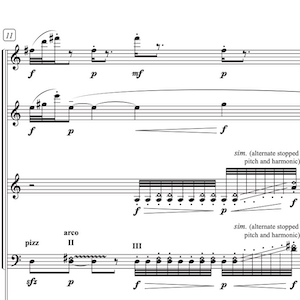 11
f p mf p
f p f
sim. (alternate stopped
pitch and harmonic)
f p f
sim. (alternate stopped
pitch and harmonic)
arco
pizz II III
sfz p f p f